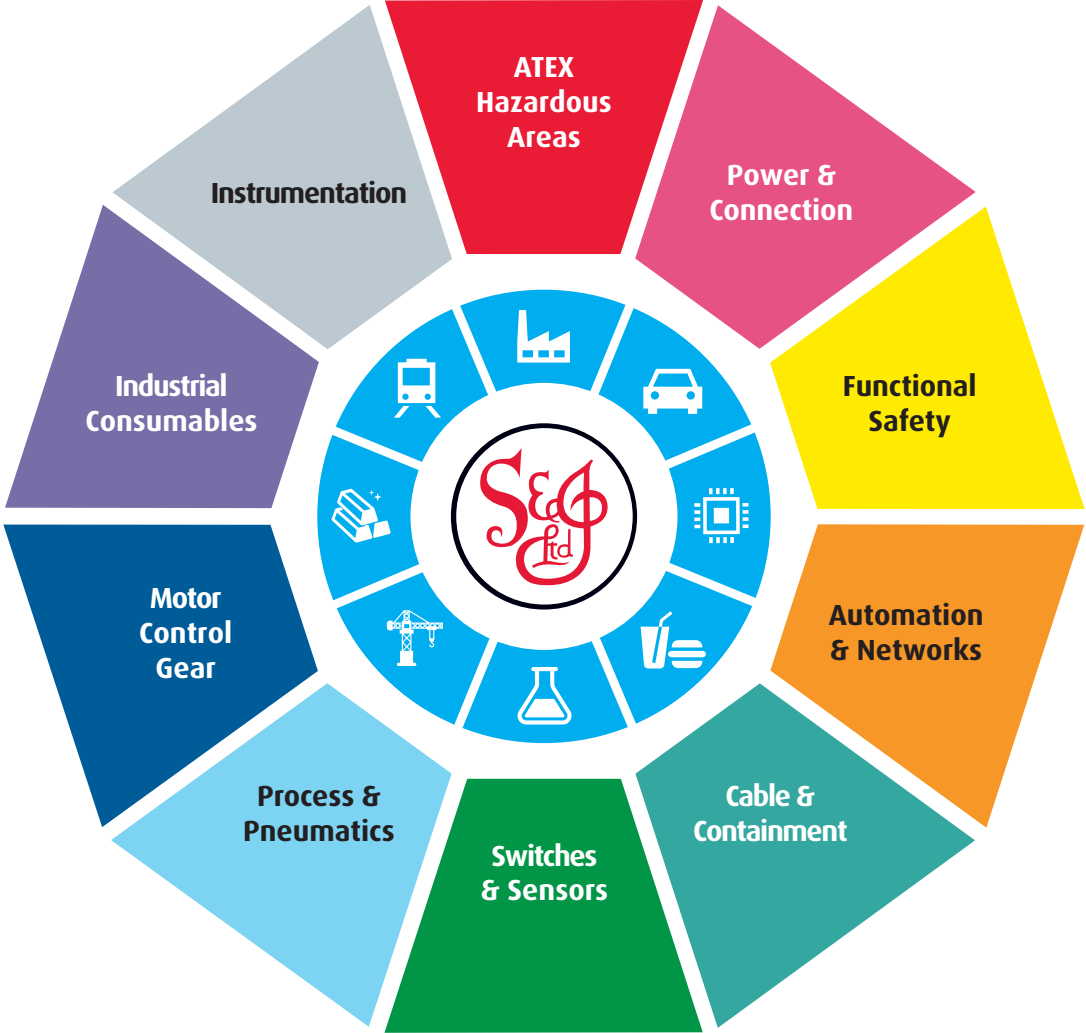 ATEX
Hazardous
Areas
Power &
Connection
Functional
Safety
Automation
& Networks
Cable &
Containment
Switches
& Sensors
Process &
Pneumatics
Motor
Control
Gear
Industrial
Consumables
Instrumentation
S&J
Ltd